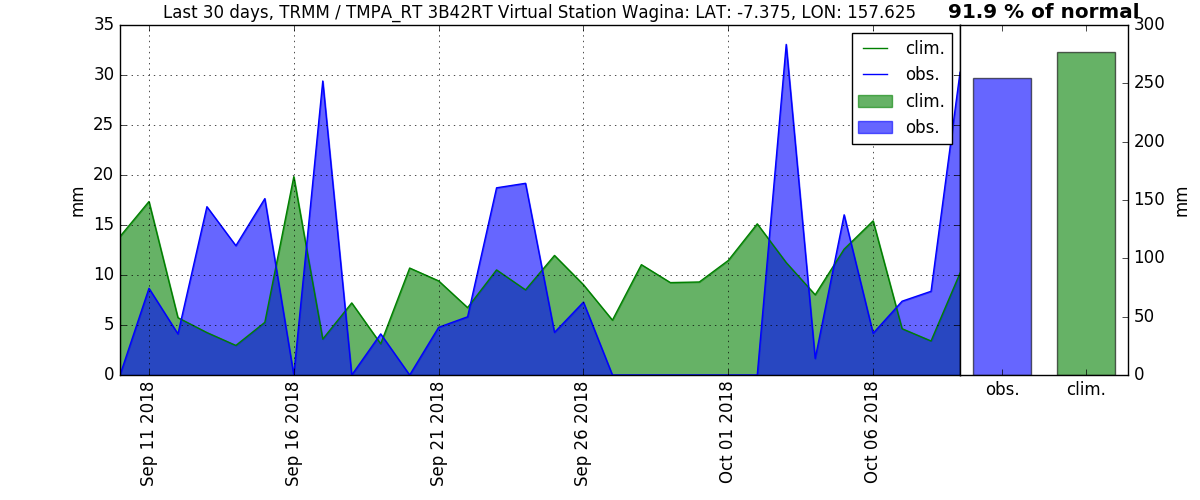 Last 30 days, TRMM / TMPA_RT 3B42RT Virtual Station Wagina: LAT: -7.375, LON: 157.625
91.9 % of normal
35
30
25
20
15
10
5
0
mm
clim.
obs.
clim.
obs.
Sep 11 2018
Sep 16 2018
Sep 21 2018
Sep 26 2018
Oct 01 2018
Oct 06 2018
300
250
200
150
100
50
0
mm
obs.
clim.